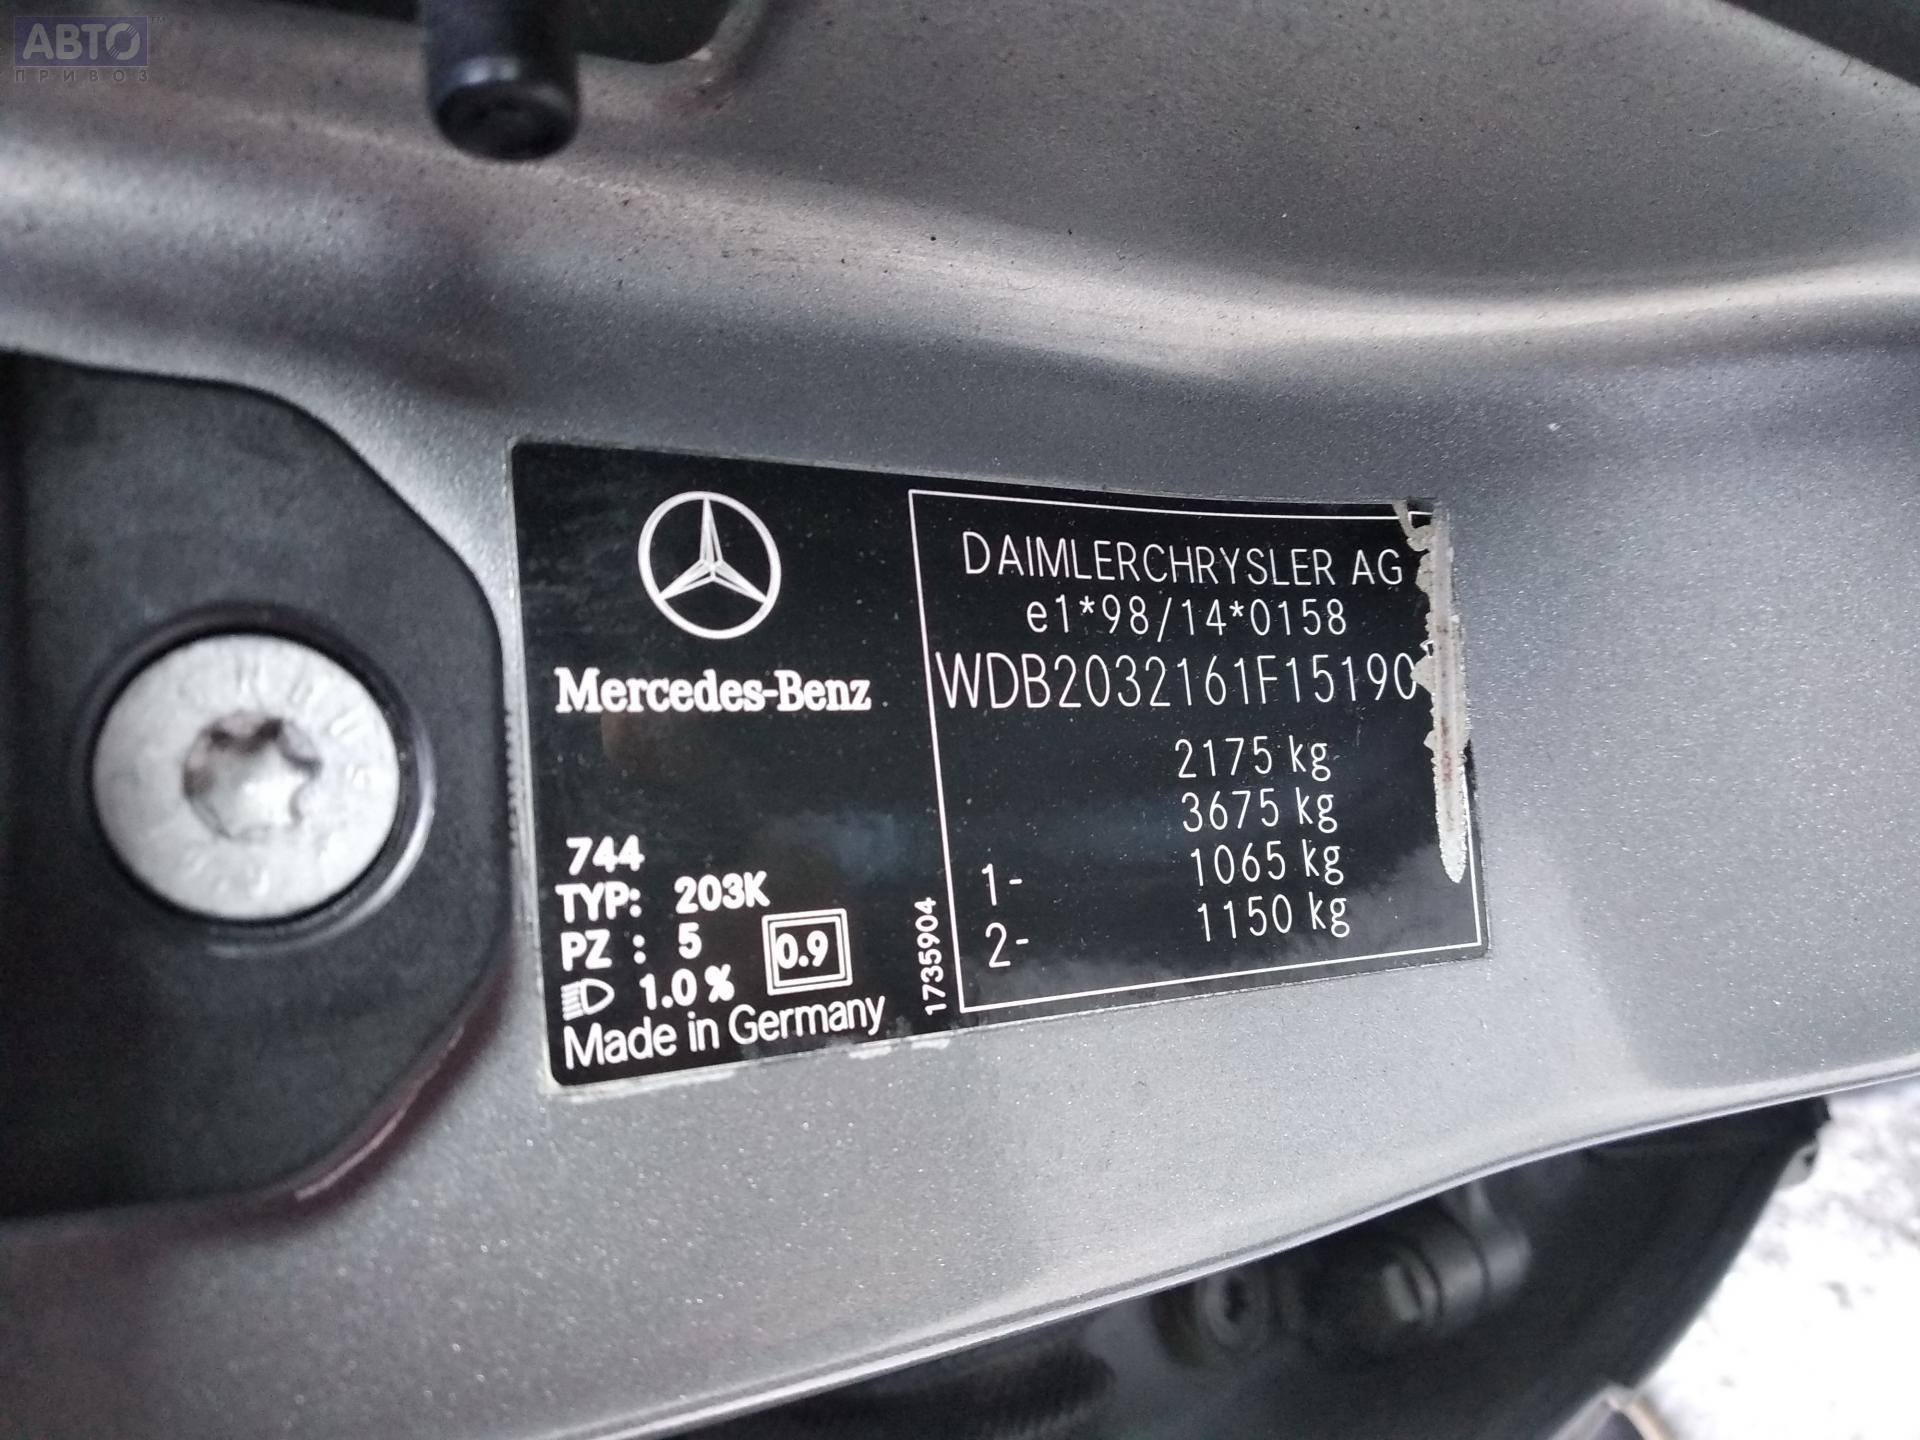 АВТО™
ПРИВОЗ
Mercedes-Benz
744
TYP: 203K
PZ : 5
1.0 %
0.9
Made in Germany
1735904
DAIMLERCHRYSLER AG
e1*98/14*0158
WDB2032161F15190
2175 kg
3675 kg
1- 1065 kg
2- 1150 kg